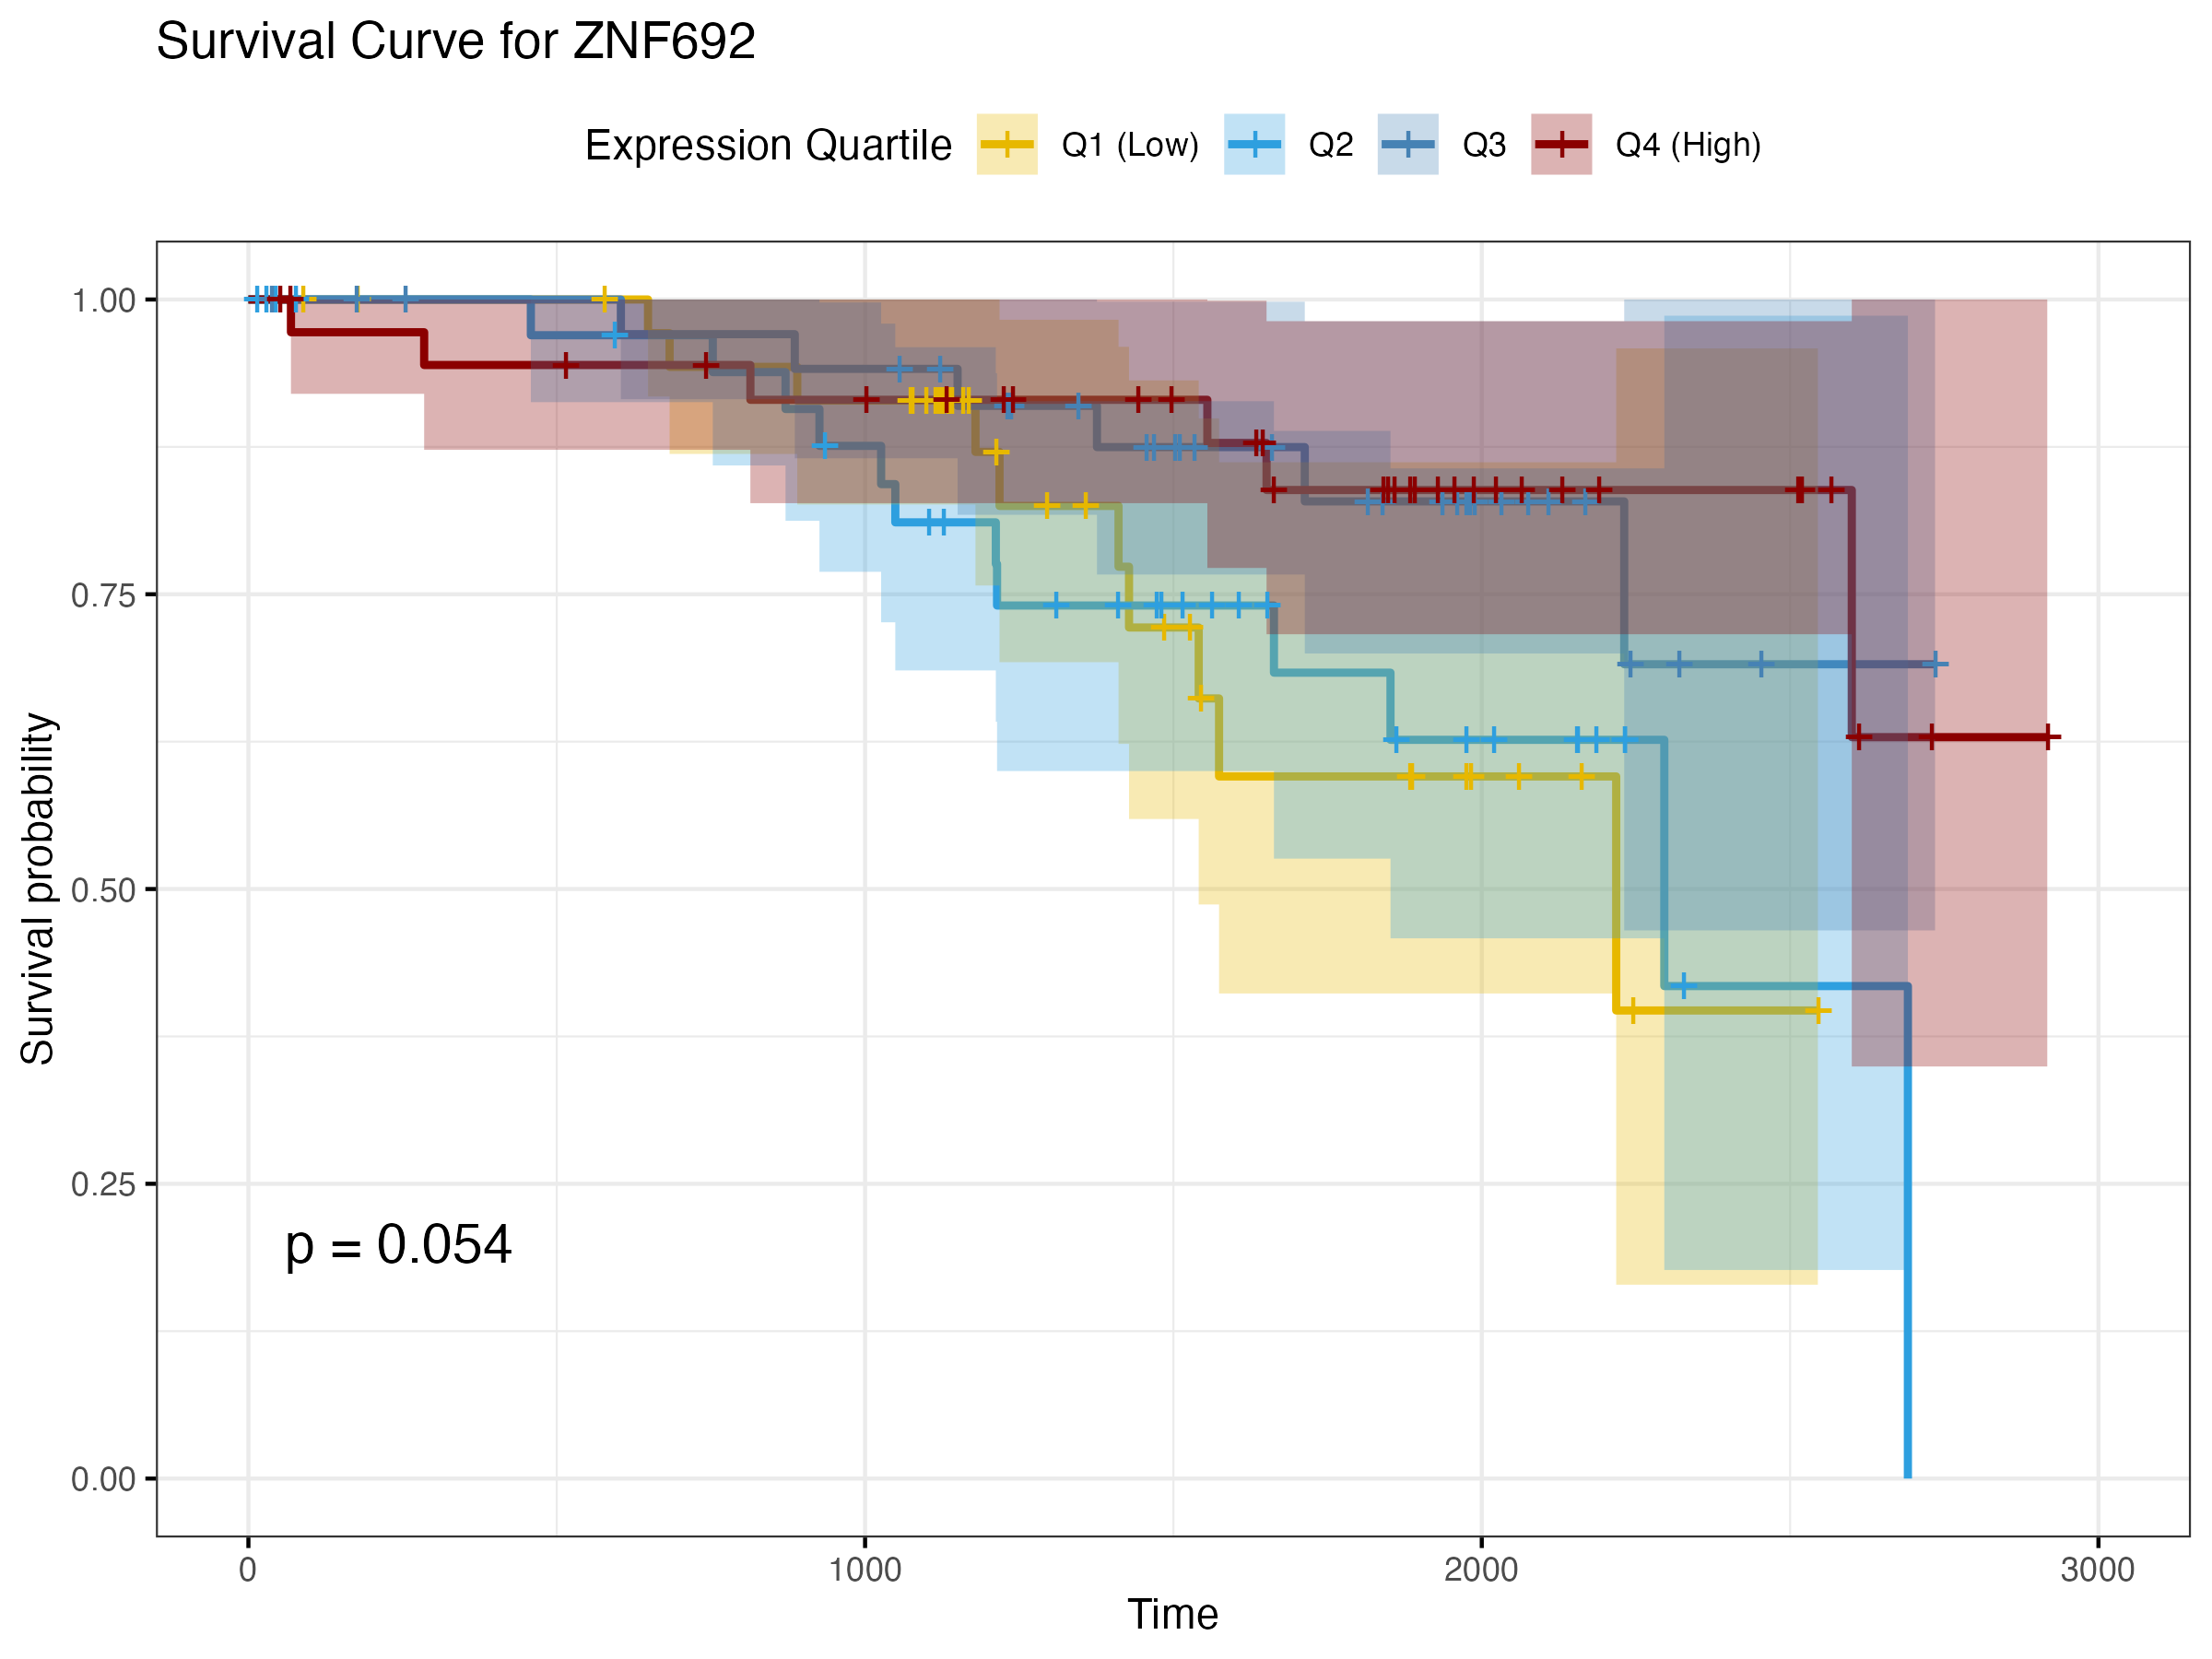 Survival Curve for ZNF692
Expression Quartile Q1 (Low) Q2 Q3 Q4 (High)
Survival probability
1.00
0.75
0.50
0.25
0.00
p = 0.054
0 1000 2000 3000
Time